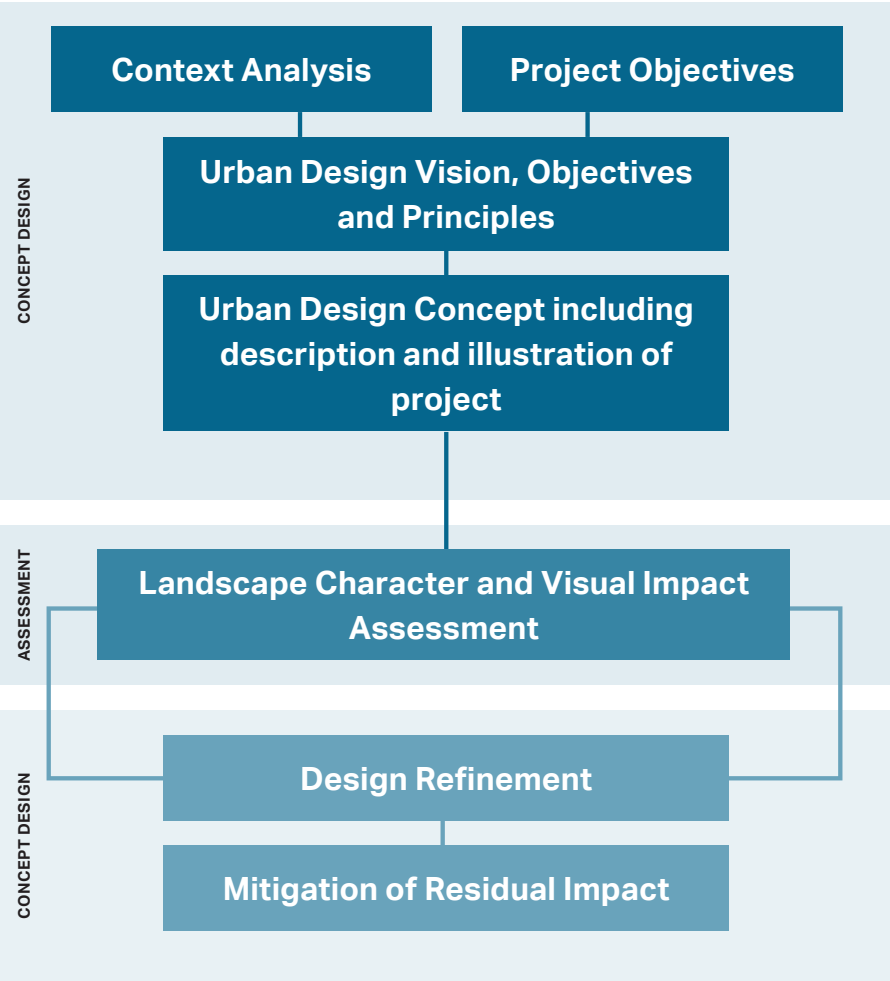 Context Analysis
Project Objectives
CONCEPT DESIGN
Urban Design Vision, Objectives
and Principles
Urban Design Concept including
description and illustration of
project
ASSESSMENT
Landscape Character and Visual Impact
Assessment
CONCEPT DESIGN
Design Refinement
Mitigation of Residual Impact